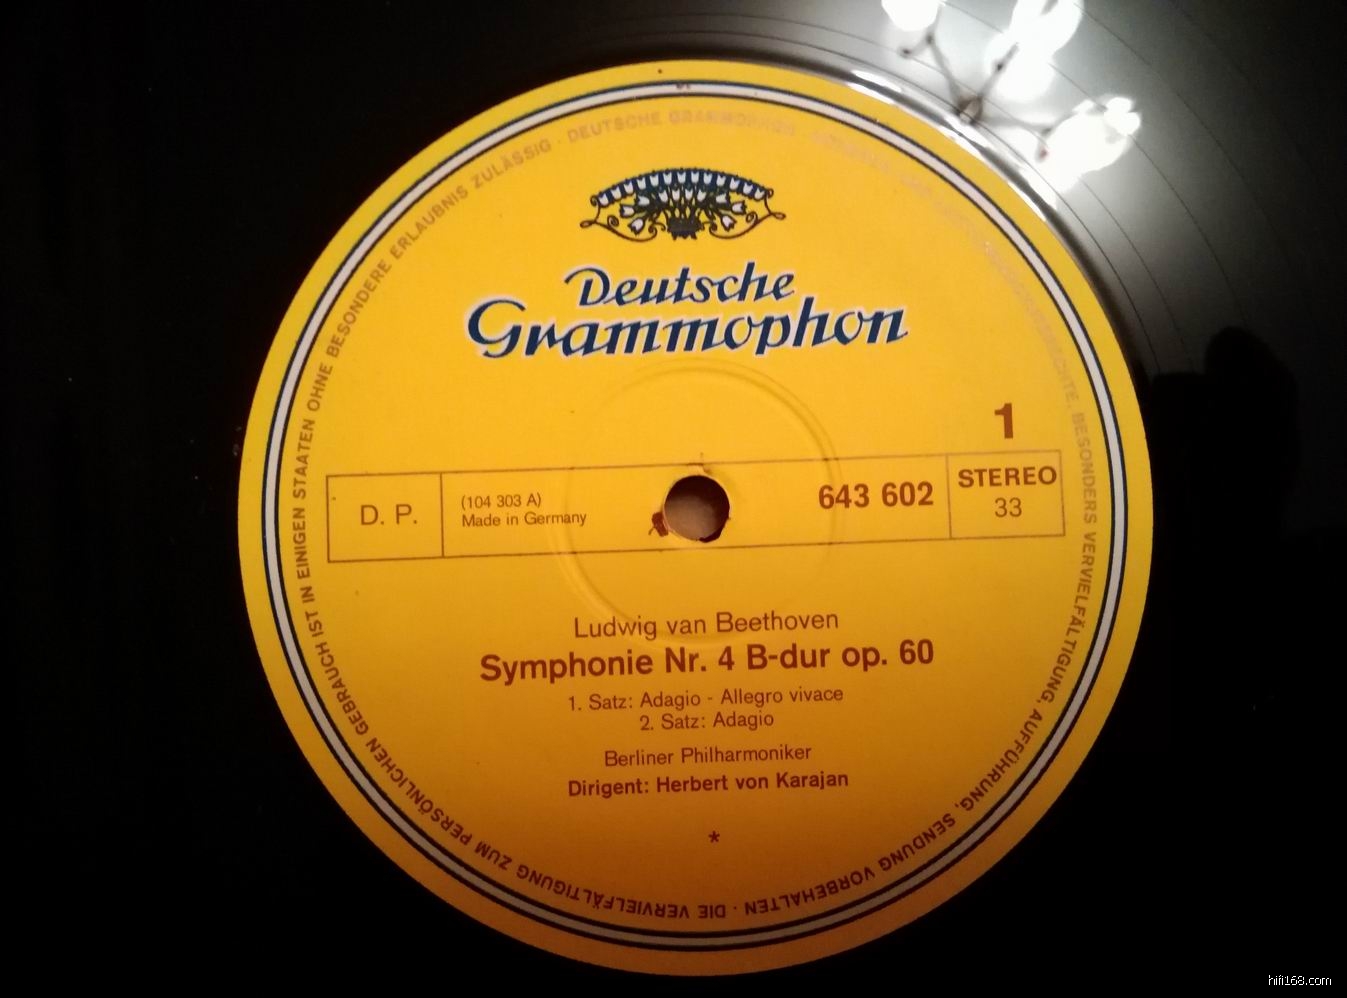 Deutsche
Grammophon
1
D. P.
(104 303 A)
Made in Germany
643 602
STEREO
33
Ludwig van Beethoven
Symphonie Nr. 4 B-dur op. 60
1. Satz: Adagio - Allegro vivace
2. Satz: Adagio
Berliner Philharmoniker
Dirigent: Herbert von Karajan
*
DEUTSCHE GRAMMOPHON
BESONDERS VERVIELFÄLTIGUNG, AUFFÜHRUNG, SENDUNG VORBEHALTEN · DIE VERVIELFÄLTIGUNG ZUM PERSÖNLICHEN GEBRAUCH IST IN EINIGEN STAATEN OHNE BESONDERE ERLAUBNIS ZULÄSSIG ·
hifi168.com